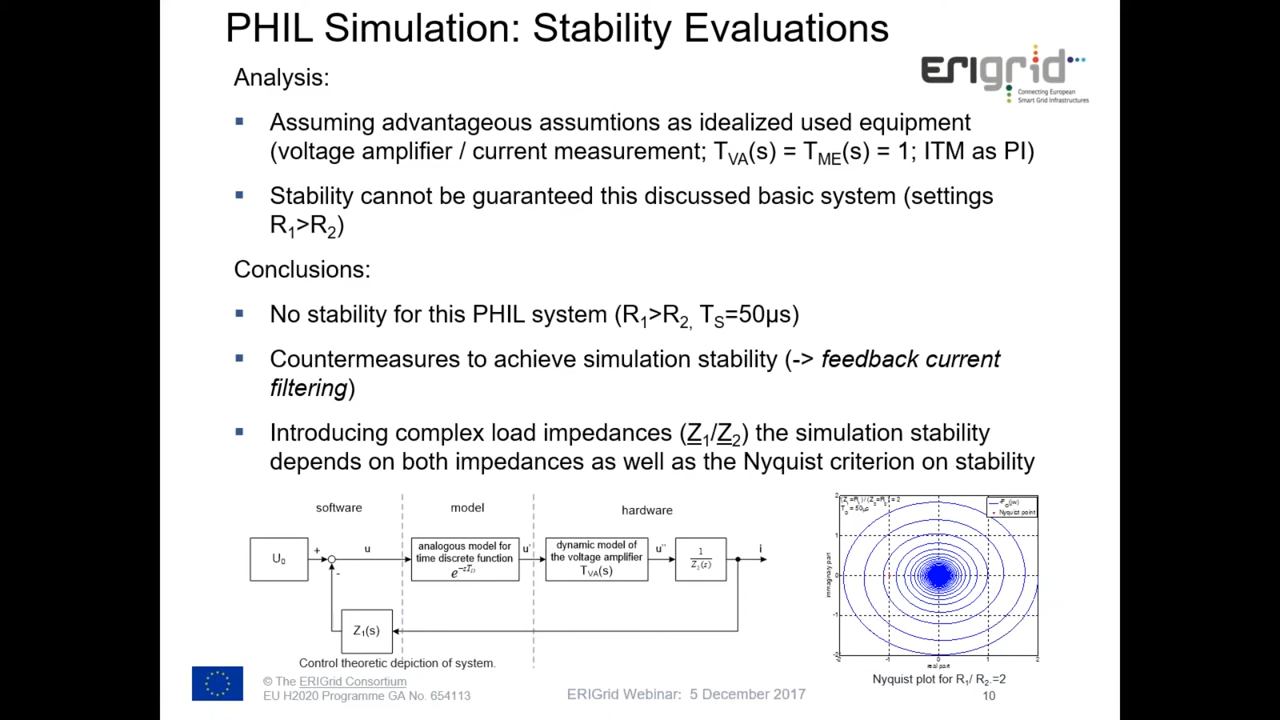 PHIL Simulation: Stability Evaluations
ERIGrid
Connecting European
Smart Grid Infrastructures
Analysis:
Assuming advantageous assumtions as idealized used equipment
(voltage amplifier / current measurement; TVA(s) = TME(s) = 1; ITM as PI)
Stability cannot be guaranteed this discussed basic system (settings
R1>R2)
Conclusions:
No stability for this PHIL system (R1>R2, TS=50µs)
Countermeasures to achieve simulation stability (-> feedback current
filtering)
Introducing complex load impedances (Z1/Z2) the simulation stability
depends on both impedances as well as the Nyquist criterion on stability
software
model
hardware
U0
+
-
u
analogous model for
time discrete function
u'
dynamic model of
the voltage amplifier
TVA(s)
u''
i
Z1(s)
Control theoretic depiction of system.
Nyquist point
real part
Nyquist plot for R1/ R2.=2
© The ERIGrid Consortium
EU H2020 Programme GA No. 654113
ERIGrid Webinar: 5 December 2017
10